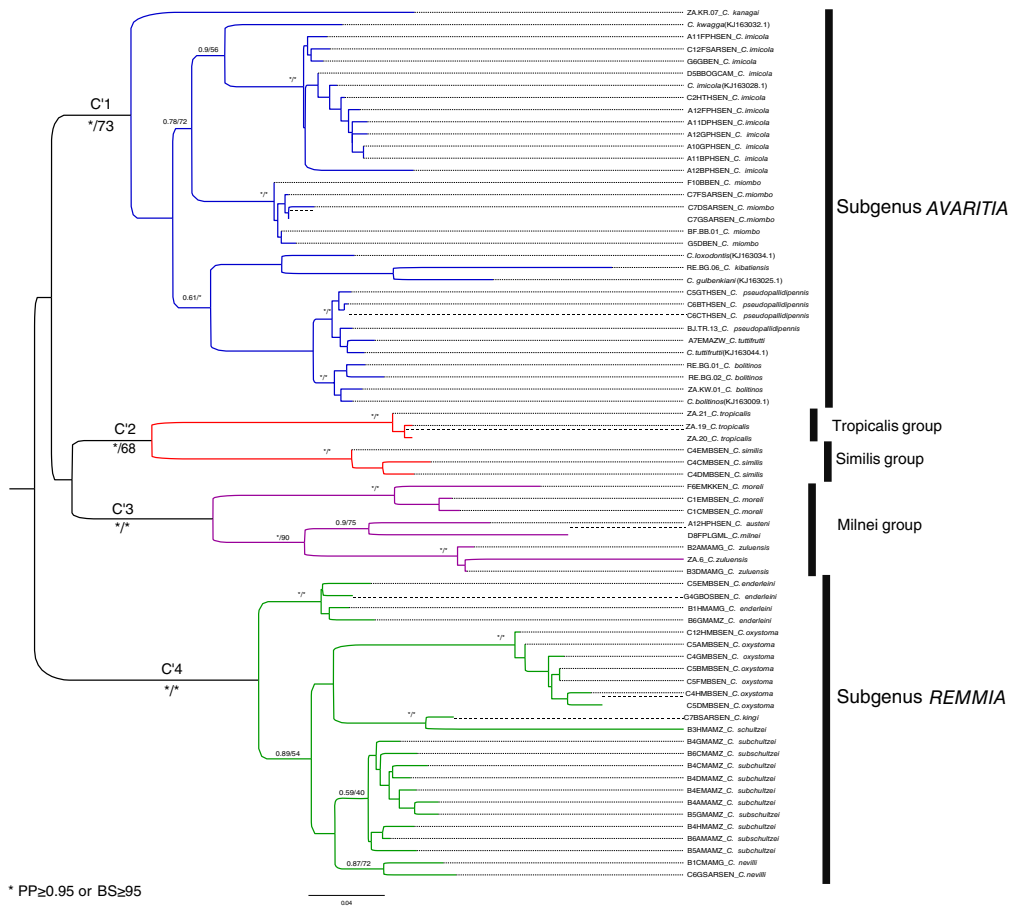 ZA.KR.07_C. kanagai
C. kwagga(KJ163032.1)
A11FPHSEN_C. imicola
0.9/56
C12FSARSEN_C. imicola
G6GBEN_C. imicola
D5BBOGCAM_C. imicola
*/*
C. imicola(KJ163028.1)
C2HTHSEN_C. imicola
C'1
A12FPHSEN_C. imicola
*/73
0.78/72
A11DPHSEN_C. imicola
A12GPHSEN_C. imicola
A10GPHSEN_C. imicola
A11BPHSEN_C. imicola
A12BPHSEN_C. imicola
F10BBEN_C. miombo
*/*
C7FSARSEN_C. miombo
C7DSARSEN_C. miombo
Subgenus AVARITIA
C7GSARSEN_C. miombo
BF.BB.01_C. miombo
G5DBEN_C. miombo
C.loxodontis(KJ163034.1)
RE.BG.06_C. kibatiensis
C. gulbenkiani(KJ163025.1)
C5GTHSEN_C. pseudopallidipennis
0.61/*
C6BTHSEN_C. pseudopallidipennis
*/*
C6CTHSEN_C. pseudopallidipennis
BJ.TR.13_C. pseudopallidipennis
A7EMAZW_C. tuttifrutti
C.tuttifrutti(KJ163044.1)
RE.BG.01_C. bolitinos
*/*
RE.BG.02_C. bolitinos
ZA.KW.01_C. bolitinos
C.bolitinos(KJ163009.1)
ZA.21_C.tropicalis
*/*
C'2
ZA.19_C.tropicalis
Tropicalis group
*/68
ZA.20_C. tropicalis
C4EMBSEN_C. similis
*/*
C4CMBSEN_C. similis
Similis group
C4DMBSEN_C. similis
F6EMKKEN_C. moreli
*/*
C1EMBSEN_C. moreli
C'3
C1CMBSEN_C. moreli
*/*
0.9/75
A12HPHSEN_C. austeni
Milnei group
D8FPLGML_C. milnei
*/90
B2AMAMG_C. zuluensis
*/*
ZA.6_C.zuluensis
B3DMAMG_C. zuluensis
C5EMBSEN_C.enderleini
*/*
G4GBOSBEN_C. enderleini
B1HMAMG_C. enderleini
B6GMAMZ_C. enderleini
C12HMBSEN_C.oxystoma
*/*
C5AMBSEN_C.oxystoma
C4GMBSEN_C. oxystoma
C'4
C5BMBSEN_C.oxystoma
*/*
C5FMBSEN_C. oxystoma
C4HMBSEN_C.oxystoma
Subgenus REMMIA
C5DMBSEN_C.oxystoma
*/*
C7BSARSEN_C.kingi
B3HMAMZ_C. schultzei
B4GMAMZ_C. subschultzei
0.89/54
B6CMAMZ_C. subschultzei
B4CMAMZ_C. subchultzei
B4DMAMZ_C. subchultzei
B4EMAMZ_C. subschultzei
0.59/40
B4AMAMZ_C. subschultzei
B5GMAMZ_C. subschultzei
B4HMAMZ_C. subchultzei
B6AMAMZ_C. subchultzei
B5AMAMZ_C. subchultzei
0.87/72
B1CMAMG_C. nevilli
C6GSARSEN_C.nevilli
* PP≥0.95 or BS≥95
0.04